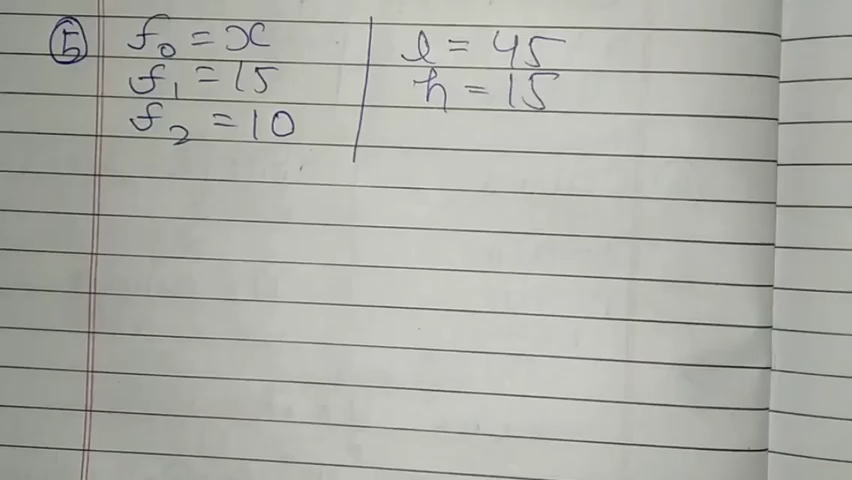 ⑤ f₀ = x
f₁ = 15
f₂ = 10
l = 45
h = 15